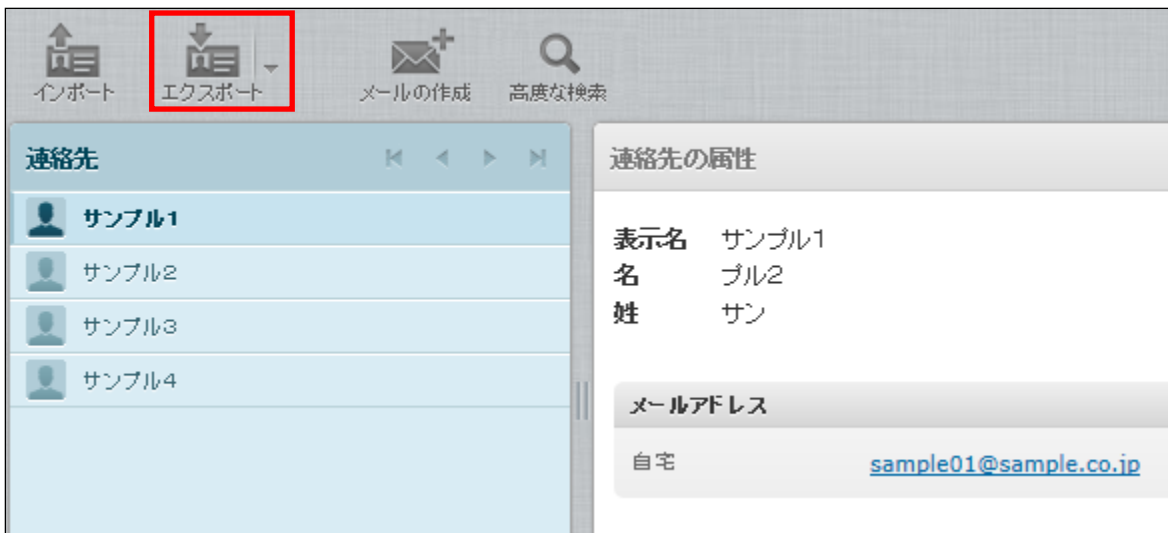 インポート エクスポート メールの作成 高度な検索
連絡先
サンプル1
サンプル2
サンプル3
サンプル4
連絡先の属性
表示名 サンプル1
名 プル2
姓 サン
メールアドレス
自宅 sample01@sample.co.jp